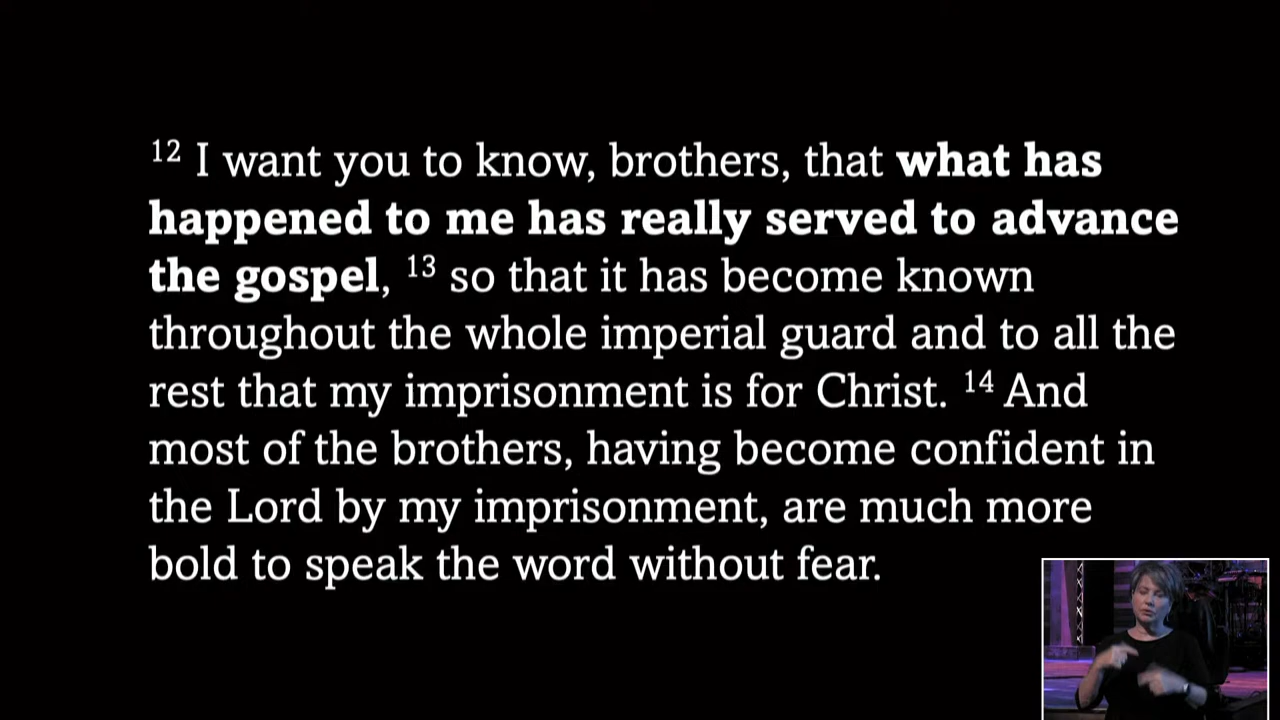 12 I want you to know, brothers, that what has
happened to me has really served to advance
the gospel, 13 so that it has become known
throughout the whole imperial guard and to all the
rest that my imprisonment is for Christ. 14 And
most of the brothers, having become confident in
the Lord by my imprisonment, are much more
bold to speak the word without fear.